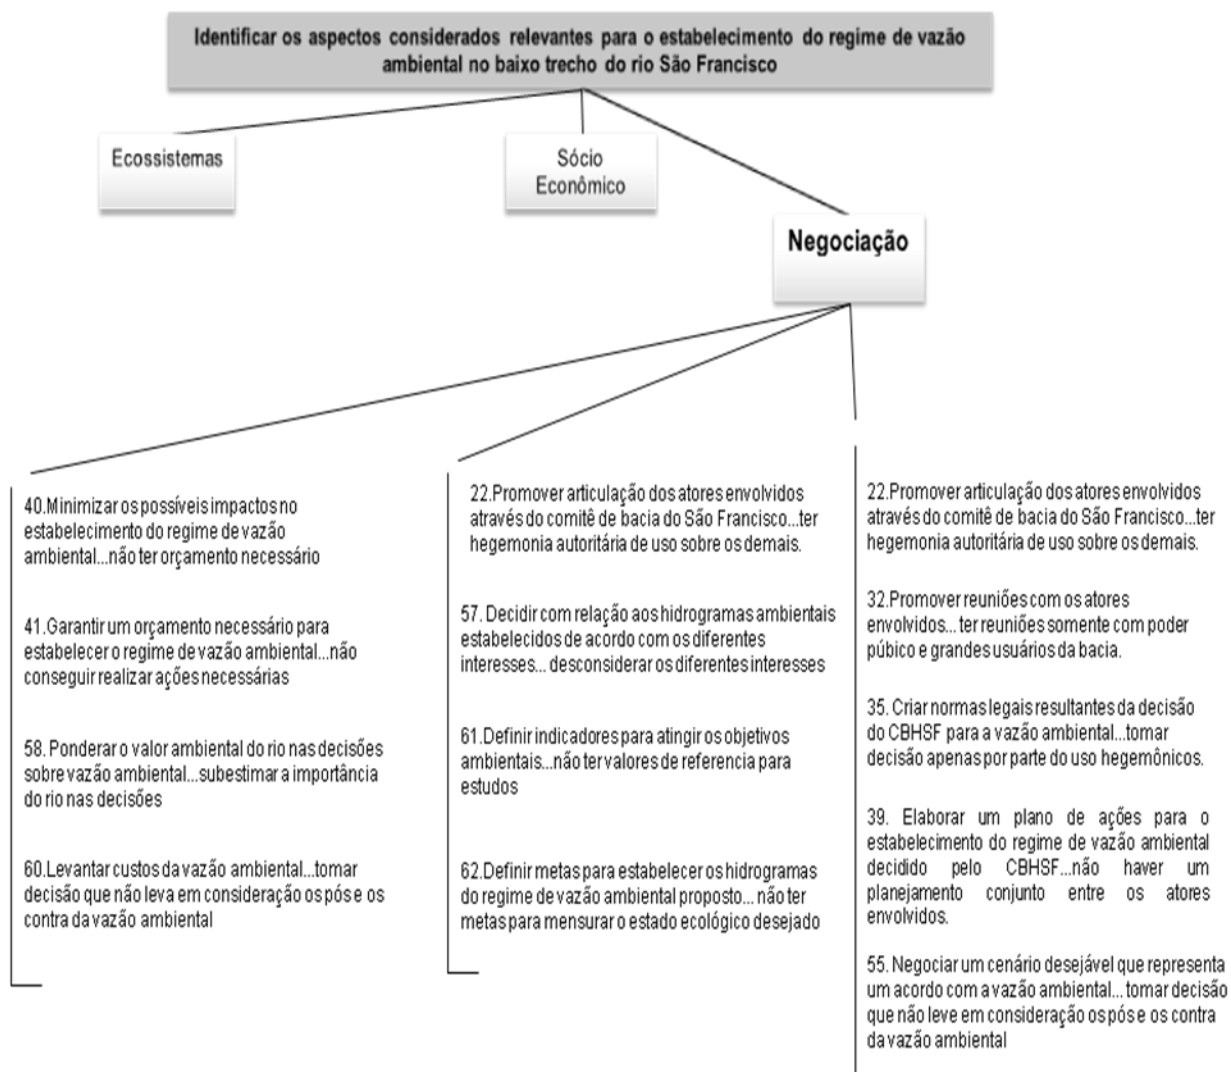 Identificar os aspectos considerados relevantes para o estabelecimento do regime de vazão
ambiental no baixo trecho do rio São Francisco
Ecossistemas
Sócio
Econômico
Negociação
40.Minimizar os possíveis impactos no
estabelecimento do regime de vazão
ambiental...não ter orçamento necessário
41.Garantir um orçamento necessário para
estabelecer o regime de vazão ambiental...não
conseguir realizar ações necessárias
58. Ponderar o valor ambiental do rio nas decisões
sobre vazão ambiental...subestimar a importância
do rio nas decisões
60.Levantar custos da vazão ambiental...tomar
decisão que não leva em consideração os pós e os
contra da vazão ambiental
22.Promover articulação dos atores envolvidos
através do comitê de bacia do São Francisco...ter
hegemonia autoritária de uso sobre os demais.
57. Decidir com relação aos hidrogramas ambientais
estabelecidos de acordo com os diferentes
interesses... desconsiderar os diferentes interesses
61.Definir indicadores para atingir os objetivos
ambientais...não ter valores de referencia para
estudos
62.Definir metas para estabelecer os hidrogramas
do regime de vazão ambiental proposto... não ter
metas para mensurar o estado ecológico desejado
22.Promover articulação dos atores envolvidos
através do comitê de bacia do São Francisco...ter
hegemonia autoritária de uso sobre os demais.
32.Promover reuniões com os atores
envolvidos... ter reuniões somente com poder
púbico e grandes usuários da bacia.
35. Criar normas legais resultantes da decisão
do CBHSF para a vazão ambiental...tomar
decisão apenas por parte do uso hegemônicos.
39. Elaborar um plano de ações para o
estabelecimento do regime de vazão ambiental
decidido pelo CBHSF...não haver um
planejamento conjunto entre os atores
envolvidos.
55. Negociar um cenário desejável que representa
um acordo com a vazão ambiental... tomar decisão
que não leve em consideração os pós e os contra
da vazão ambiental